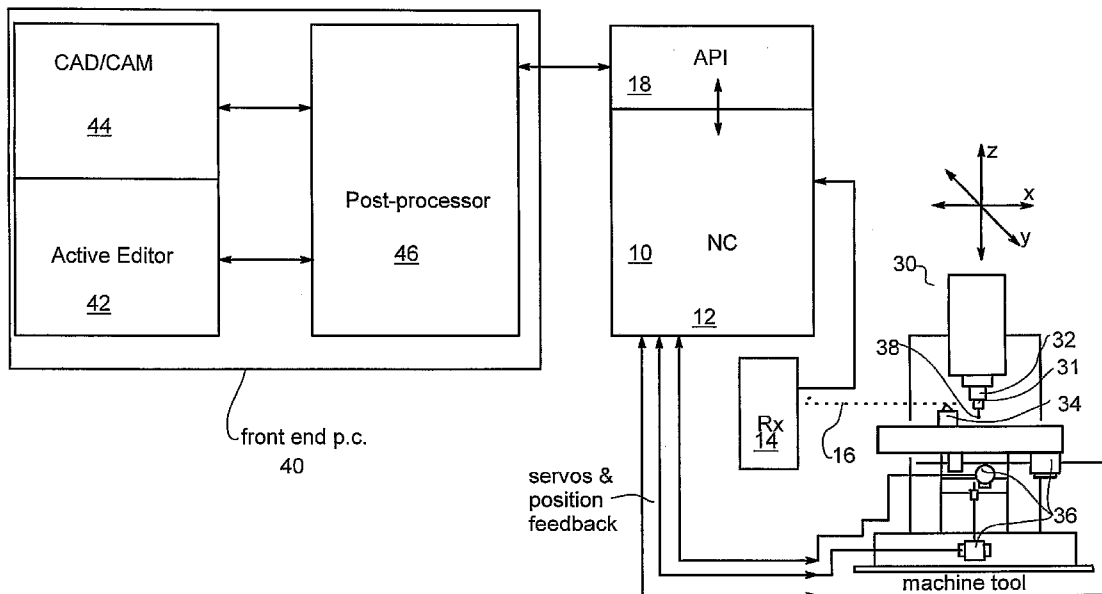 CAD/CAM
44
Active Editor
42
Post-processor
46
front end p.c.
40
API
18
NC
10
12
Rx
14
16
servos &
position
feedback
z
x
y
30
38
32
31
34
36
machine tool